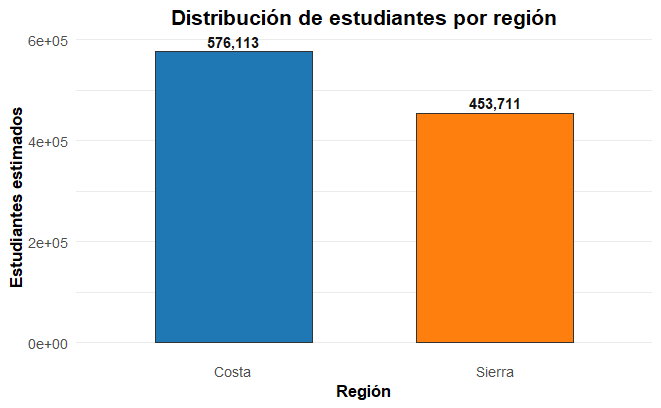 Distribución de estudiantes por región
Estudiantes estimados
6e+05
4e+05
2e+05
0e+00
576,113
453,711
Costa
Sierra
Región